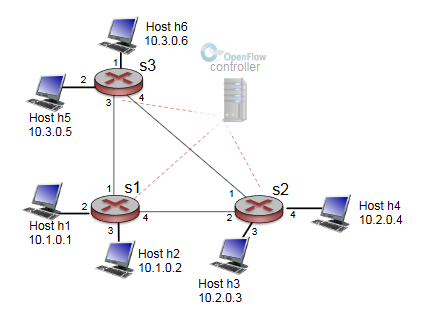 Host h6
10.3.0.6
OpenFlow
controller
1
s3
2
3
4
Host h5
10.3.0.5
1
s1
2
3
4
Host h1
10.1.0.1
Host h2
10.1.0.2
1
s2
2
3
4
Host h4
10.2.0.4
Host h3
10.2.0.3